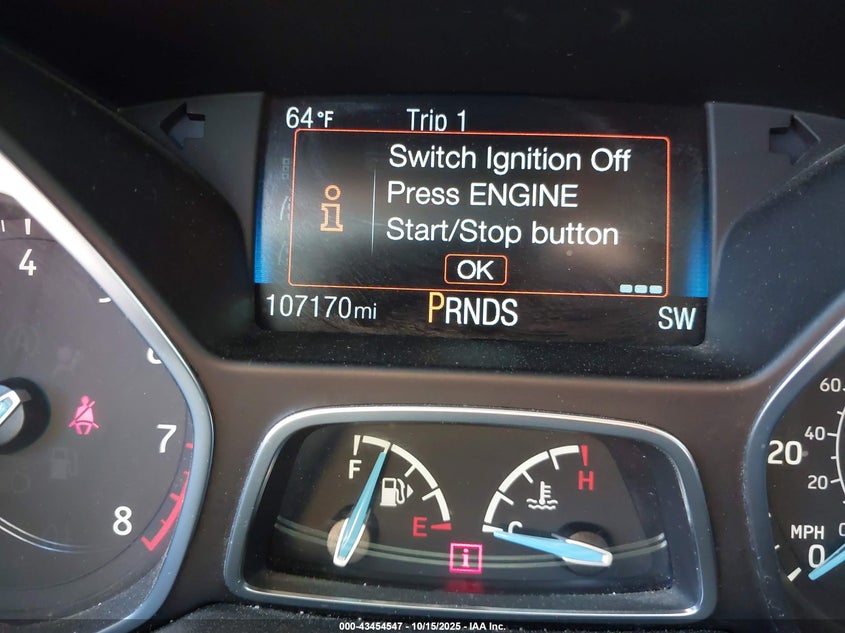 64°F Trip 1
Switch Ignition Off
Press ENGINE
Start/Stop button
OK
107170mi PRNDS SW
4
7
8
F
E
C
H
i
60
40
20
20
MPH
0
000-43454547 - 10/15/2025 - IAA Inc.